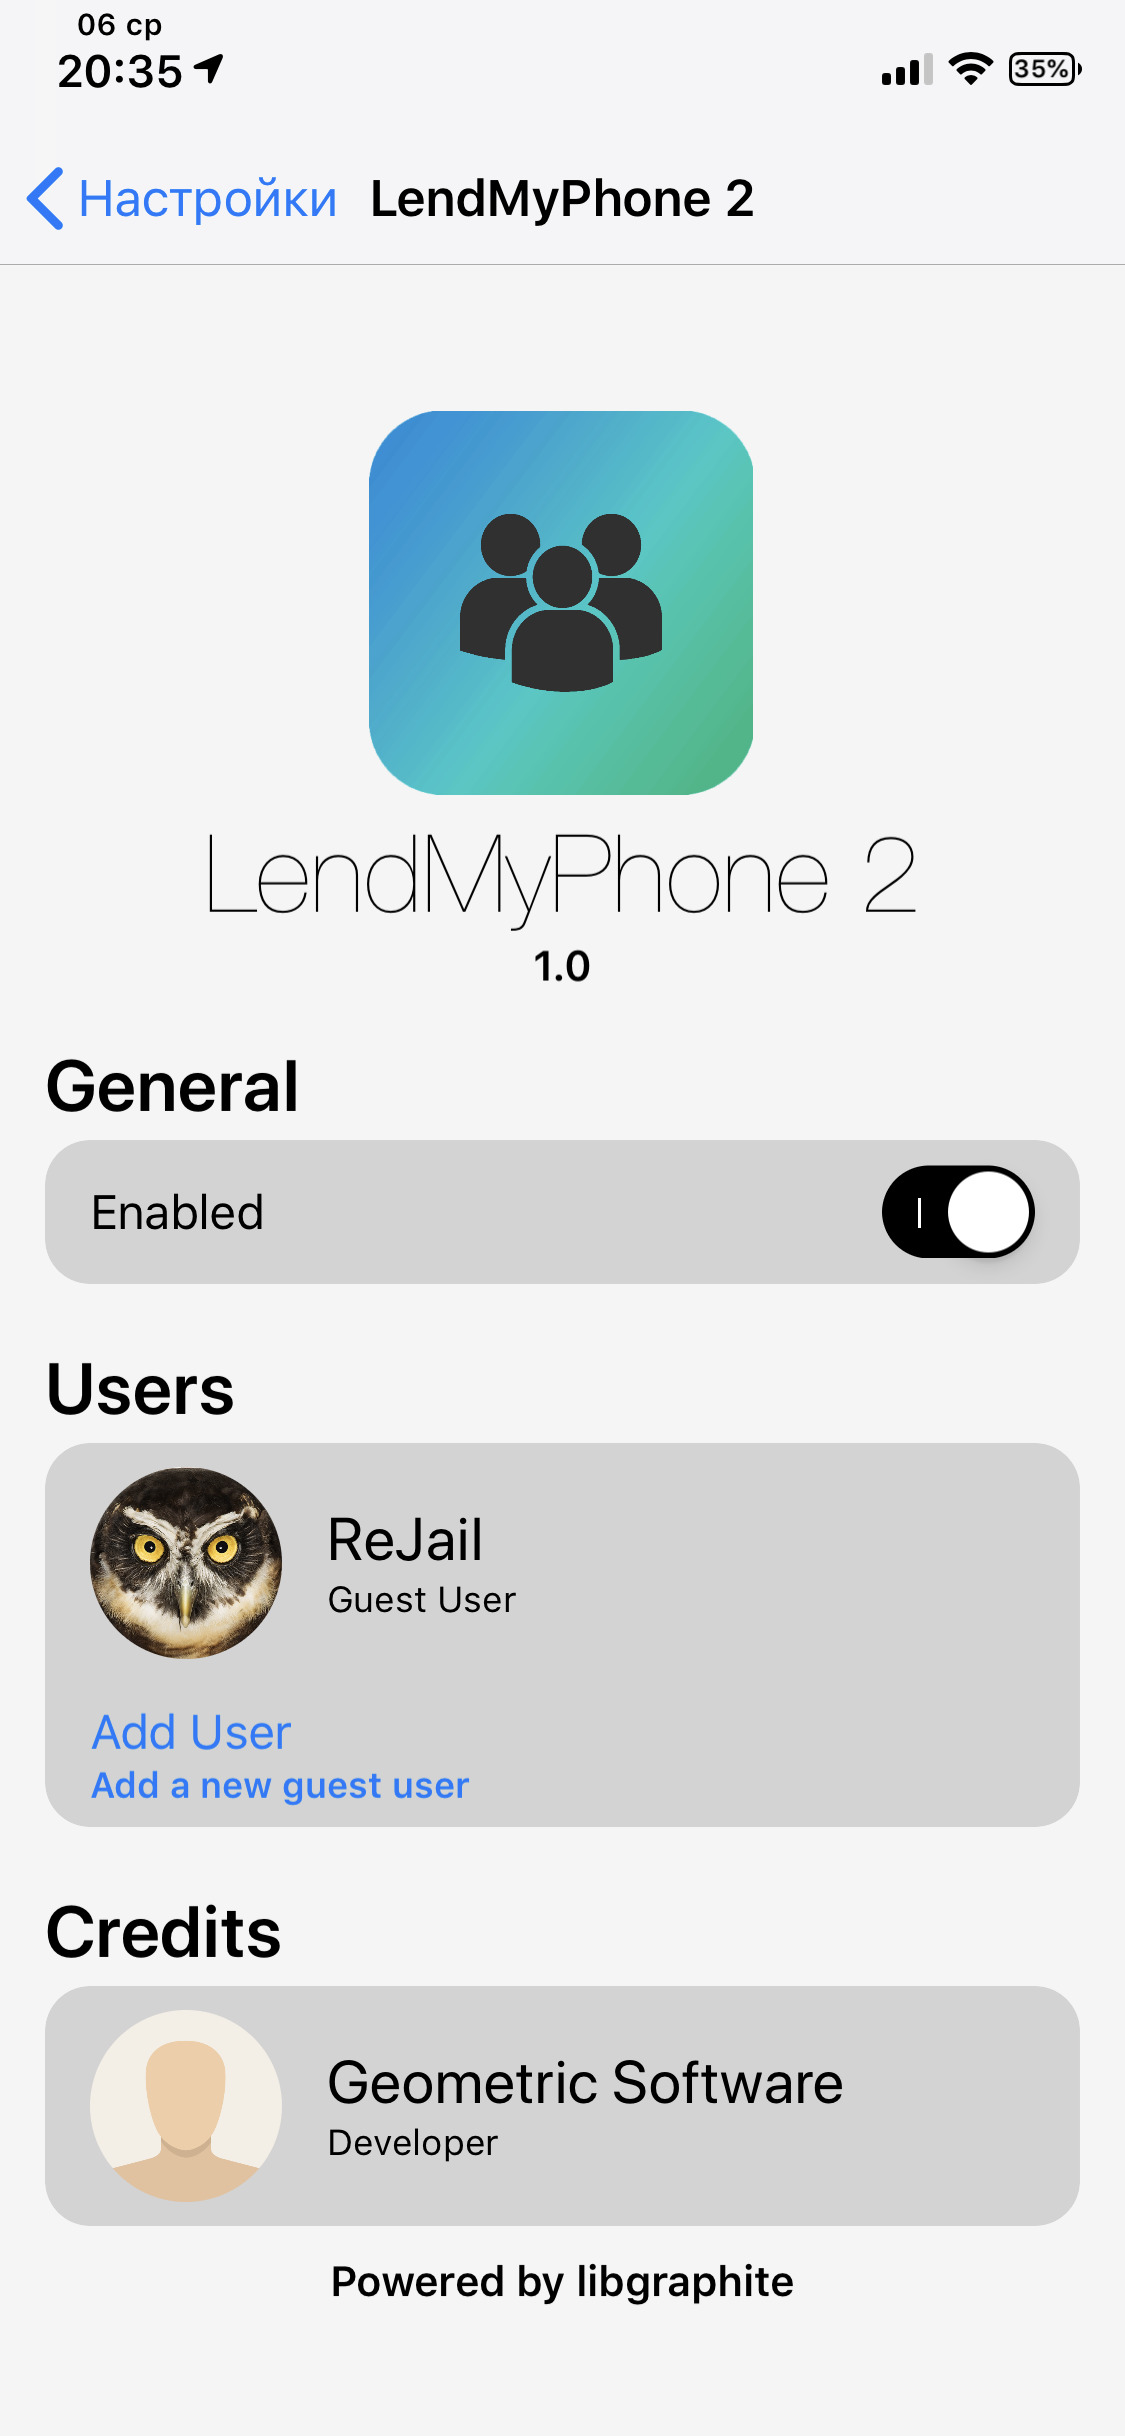 06 ср
20:35
35%
Настройки LendMyPhone 2
LendMyPhone 2
1.0
General
Enabled
Users
ReJail
Guest User
Add User
Add a new guest user
Credits
Geometric Software
Developer
Powered by libgraphite